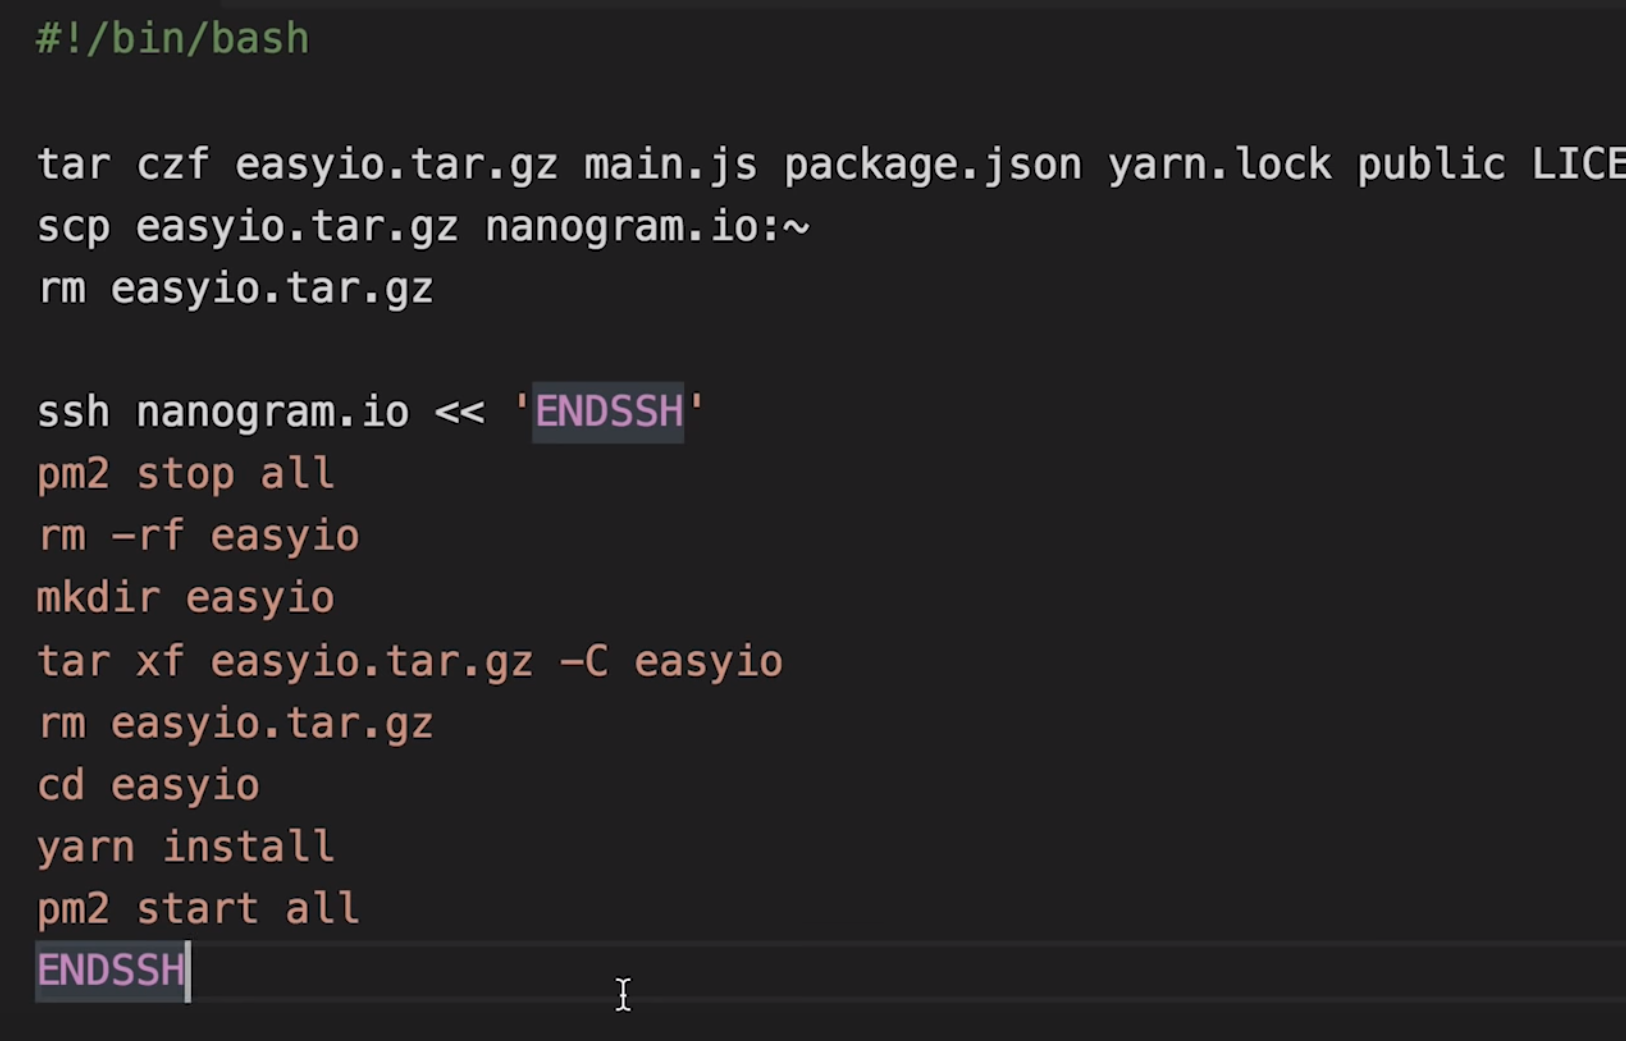 #!/bin/bash
tar czf easyio.tar.gz main.js package.json yarn.lock public LICE
scp easyio.tar.gz nanogram.io:~
rm easyio.tar.gz
ssh nanogram.io << 'ENDSSH'
pm2 stop all
rm -rf easyio
mkdir easyio
tar xf easyio.tar.gz -C easyio
rm easyio.tar.gz
cd easyio
yarn install
pm2 start all
ENDSSH